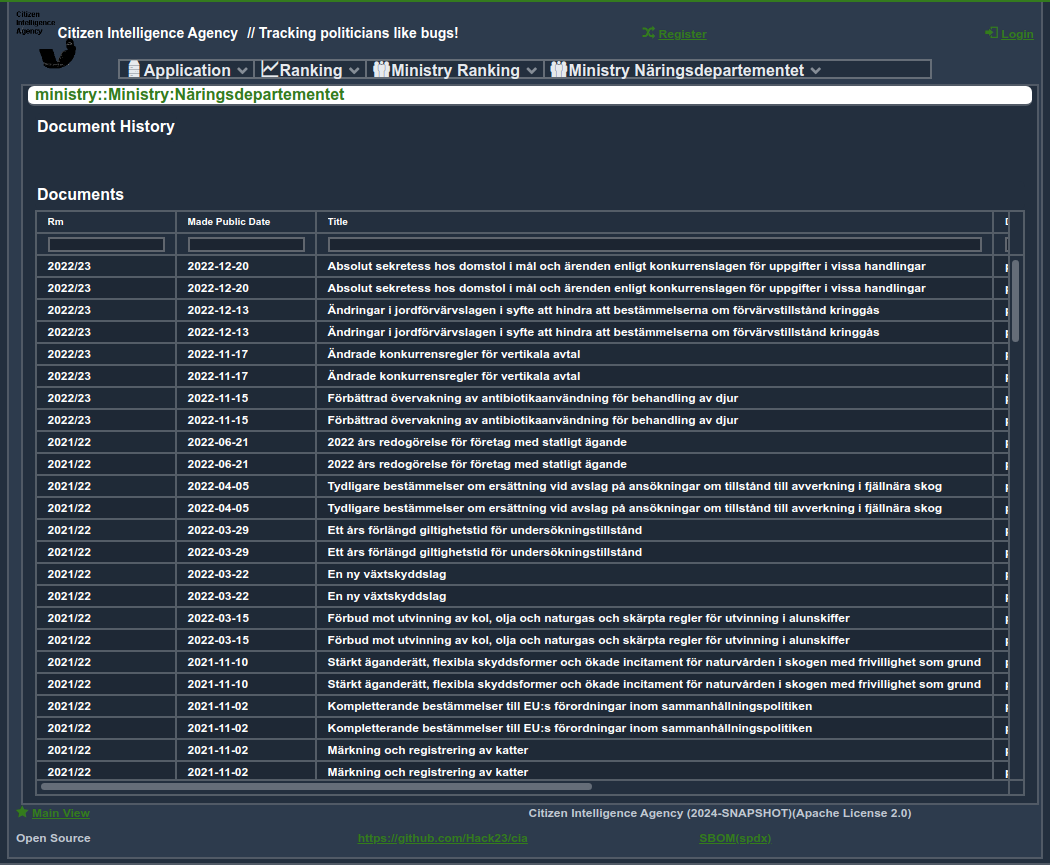 Citizen
Intelligence
Agency
Citizen Intelligence Agency // Tracking politicians like bugs!
Register
Login
Application Ranking Ministry Ranking Ministry Näringsdepartementet
ministry::Ministry:Näringsdepartementet
Document History
Documents
Rm Made Public Date Title
2022/23 2022-12-20 Absolut sekretess hos domstol i mål och ärenden enligt konkurrenslagen för uppgifter i vissa handlingar
2022/23 2022-12-20 Absolut sekretess hos domstol i mål och ärenden enligt konkurrenslagen för uppgifter i vissa handlingar
2022/23 2022-12-13 Ändringar i jordförvärvslagen i syfte att hindra att bestämmelserna om förvärvstillstånd kringgås
2022/23 2022-12-13 Ändringar i jordförvärvslagen i syfte att hindra att bestämmelserna om förvärvstillstånd kringgås
2022/23 2022-11-17 Ändrade konkurrensregler för vertikala avtal
2022/23 2022-11-17 Ändrade konkurrensregler för vertikala avtal
2022/23 2022-11-15 Förbättrad övervakning av antibiotikaanvändning för behandling av djur
2022/23 2022-11-15 Förbättrad övervakning av antibiotikaanvändning för behandling av djur
2021/22 2022-06-21 2022 års redogörelse för företag med statligt ägande
2021/22 2022-06-21 2022 års redogörelse för företag med statligt ägande
2021/22 2022-04-05 Tydligare bestämmelser om ersättning vid avslag på ansökningar om tillstånd till avverkning i fjällnära skog
2021/22 2022-04-05 Tydligare bestämmelser om ersättning vid avslag på ansökningar om tillstånd till avverkning i fjällnära skog
2021/22 2022-03-29 Ett års förlängd giltighetstid för undersökningstillstånd
2021/22 2022-03-29 Ett års förlängd giltighetstid för undersökningstillstånd
2021/22 2022-03-22 En ny växtskyddslag
2021/22 2022-03-22 En ny växtskyddslag
2021/22 2022-03-15 Förbud mot utvinning av kol, olja och naturgas och skärpta regler för utvinning i alunskiffer
2021/22 2022-03-15 Förbud mot utvinning av kol, olja och naturgas och skärpta regler för utvinning i alunskiffer
2021/22 2021-11-10 Stärkt äganderätt, flexibla skyddsformer och ökade incitament för naturvården i skogen med frivillighet som grund
2021/22 2021-11-10 Stärkt äganderätt, flexibla skyddsformer och ökade incitament för naturvården i skogen med frivillighet som grund
2021/22 2021-11-02 Kompletterande bestämmelser till EU:s förordningar inom sammanhållningspolitiken
2021/22 2021-11-02 Kompletterande bestämmelser till EU:s förordningar inom sammanhållningspolitiken
2021/22 2021-11-02 Märkning och registrering av katter
2021/22 2021-11-02 Märkning och registrering av katter
Main View
Citizen Intelligence Agency (2024-SNAPSHOT)(Apache License 2.0)
Open Source
https://github.com/Hack23/cia
SBOM(spdx)